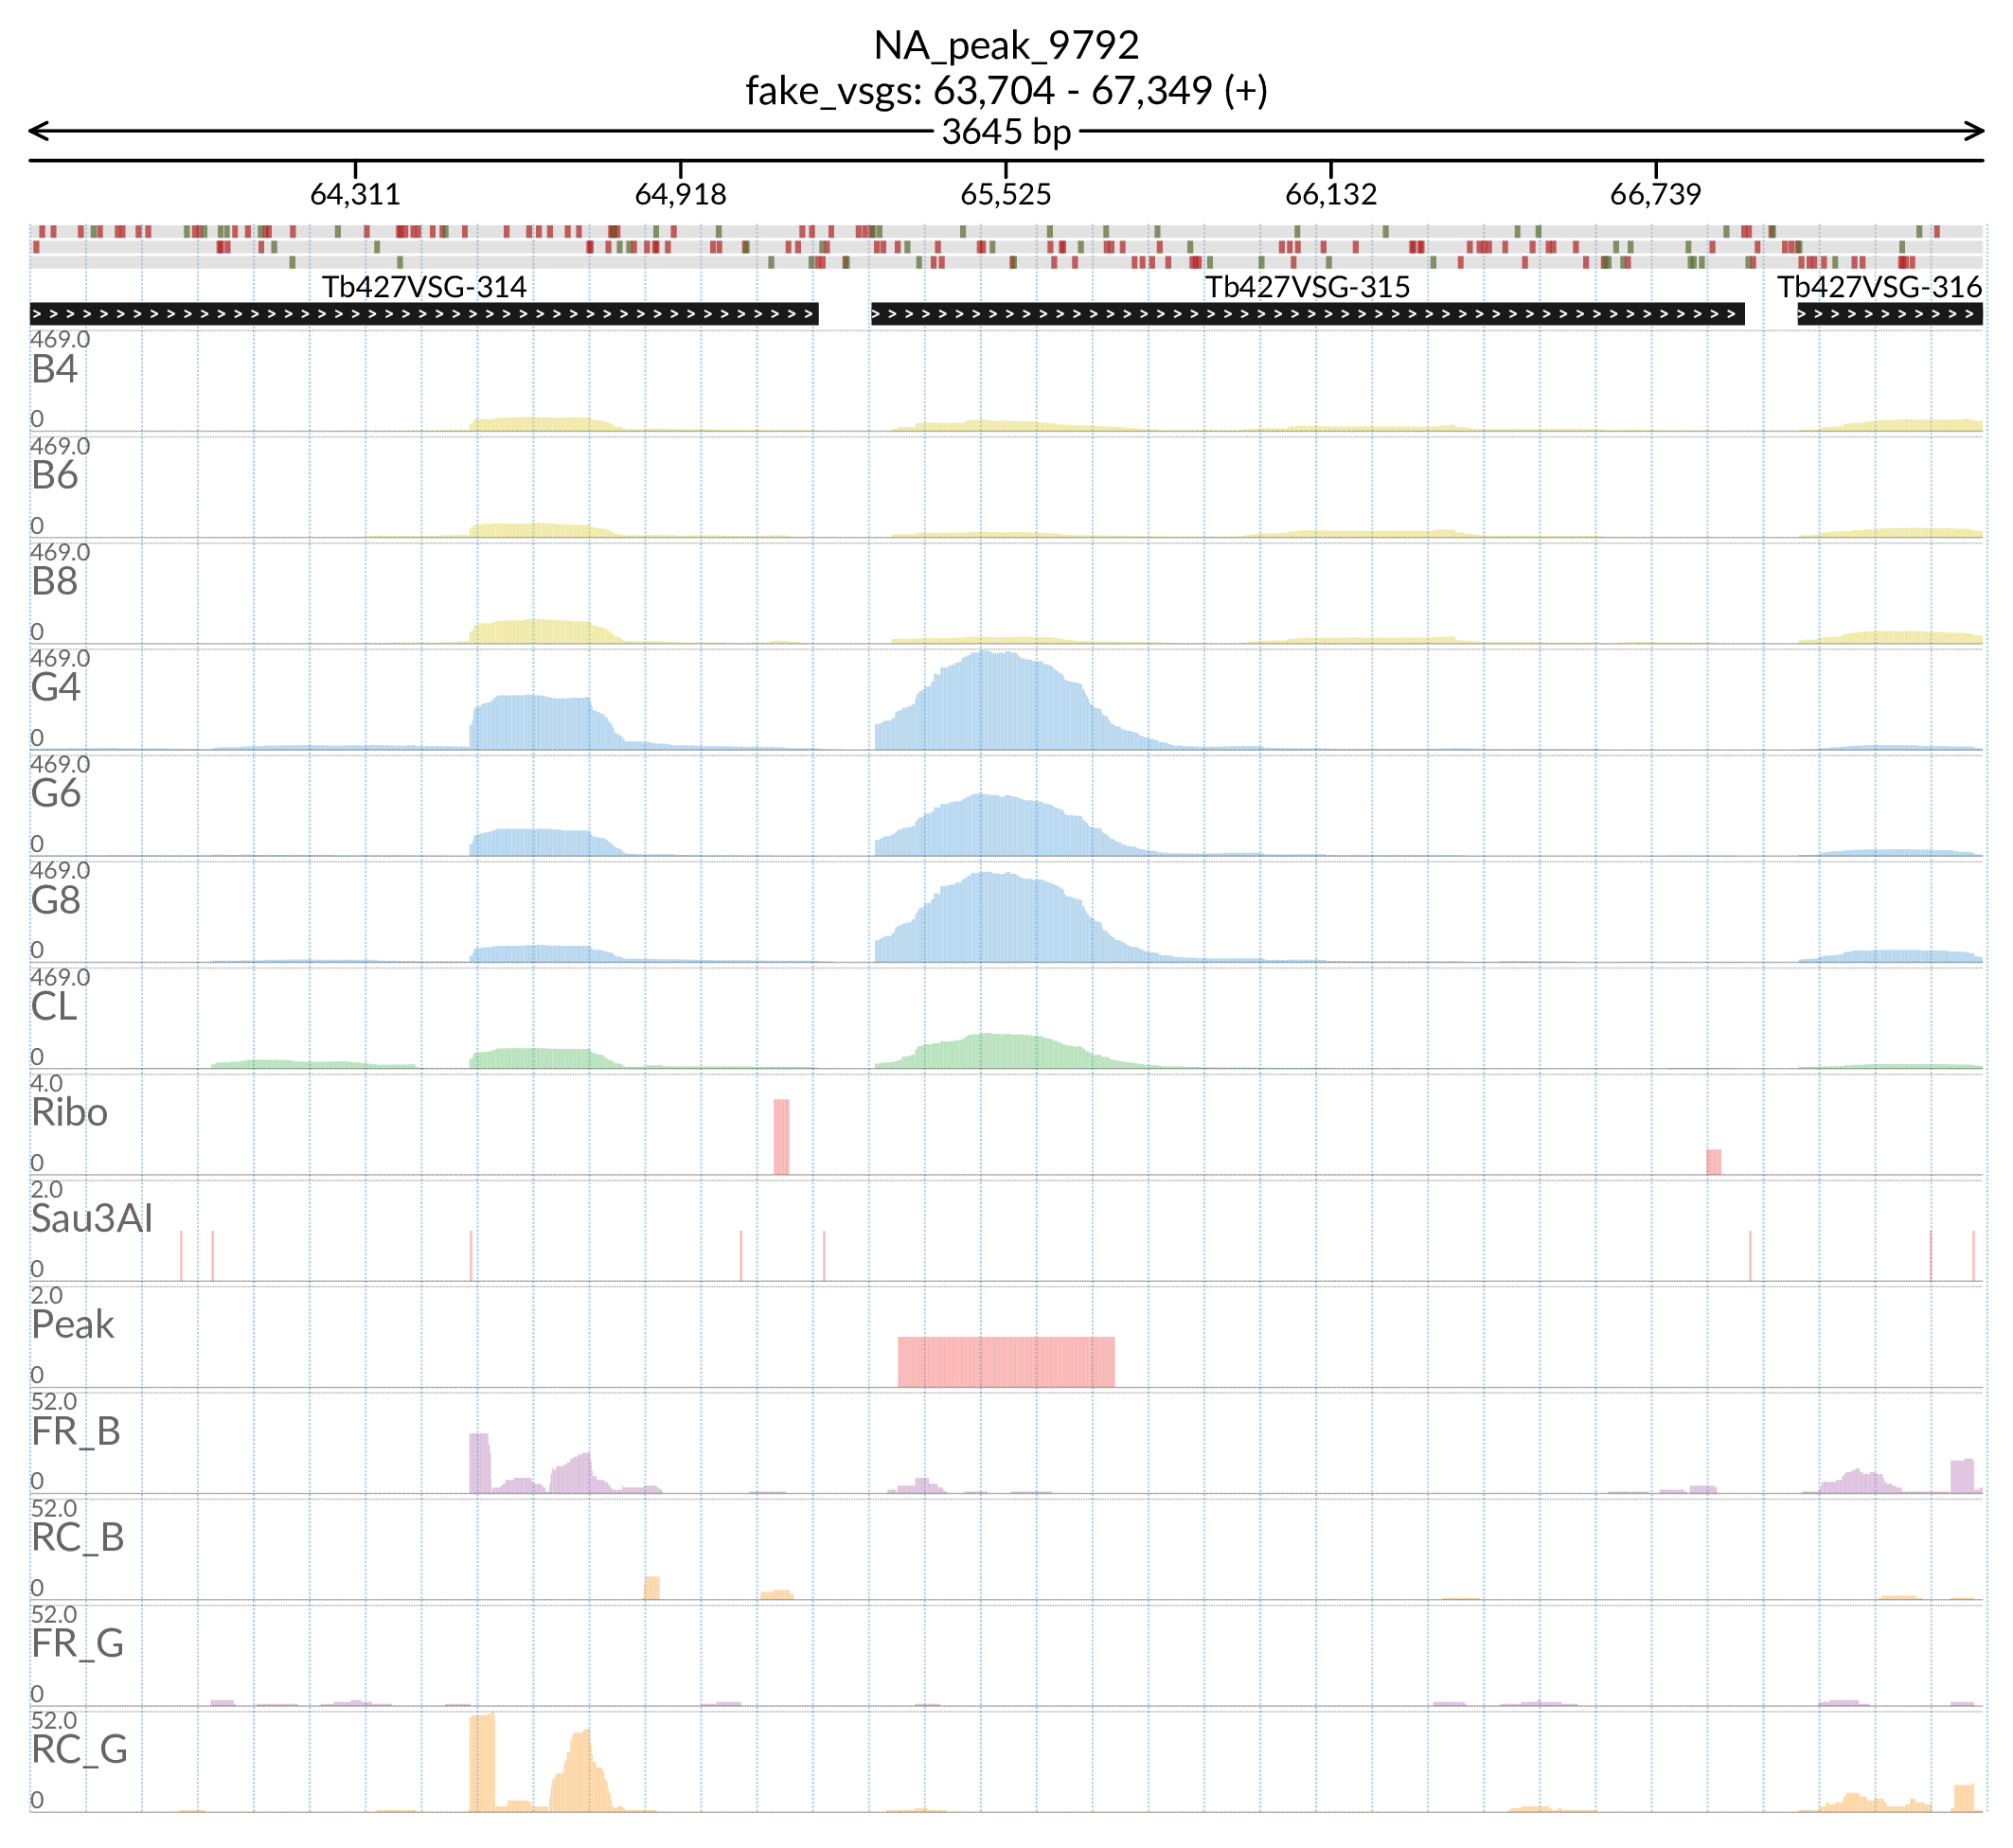 NA_peak_9792
fake_vsgs: 63,704 - 67,349 (+)
3645 bp
64,311 64,918 65,525 66,132 66,739
Tb427VSG-314 Tb427VSG-315 Tb427VSG-316
469.0
B4
0
469.0
B6
0
469.0
B8
0
469.0
G4
0
469.0
G6
0
469.0
G8
0
469.0
CL
0
4.0
Ribo
0
2.0
Sau3AI
0
2.0
Peak
0
52.0
FR_B
0
52.0
RC_B
0
52.0
FR_G
0
52.0
RC_G
0